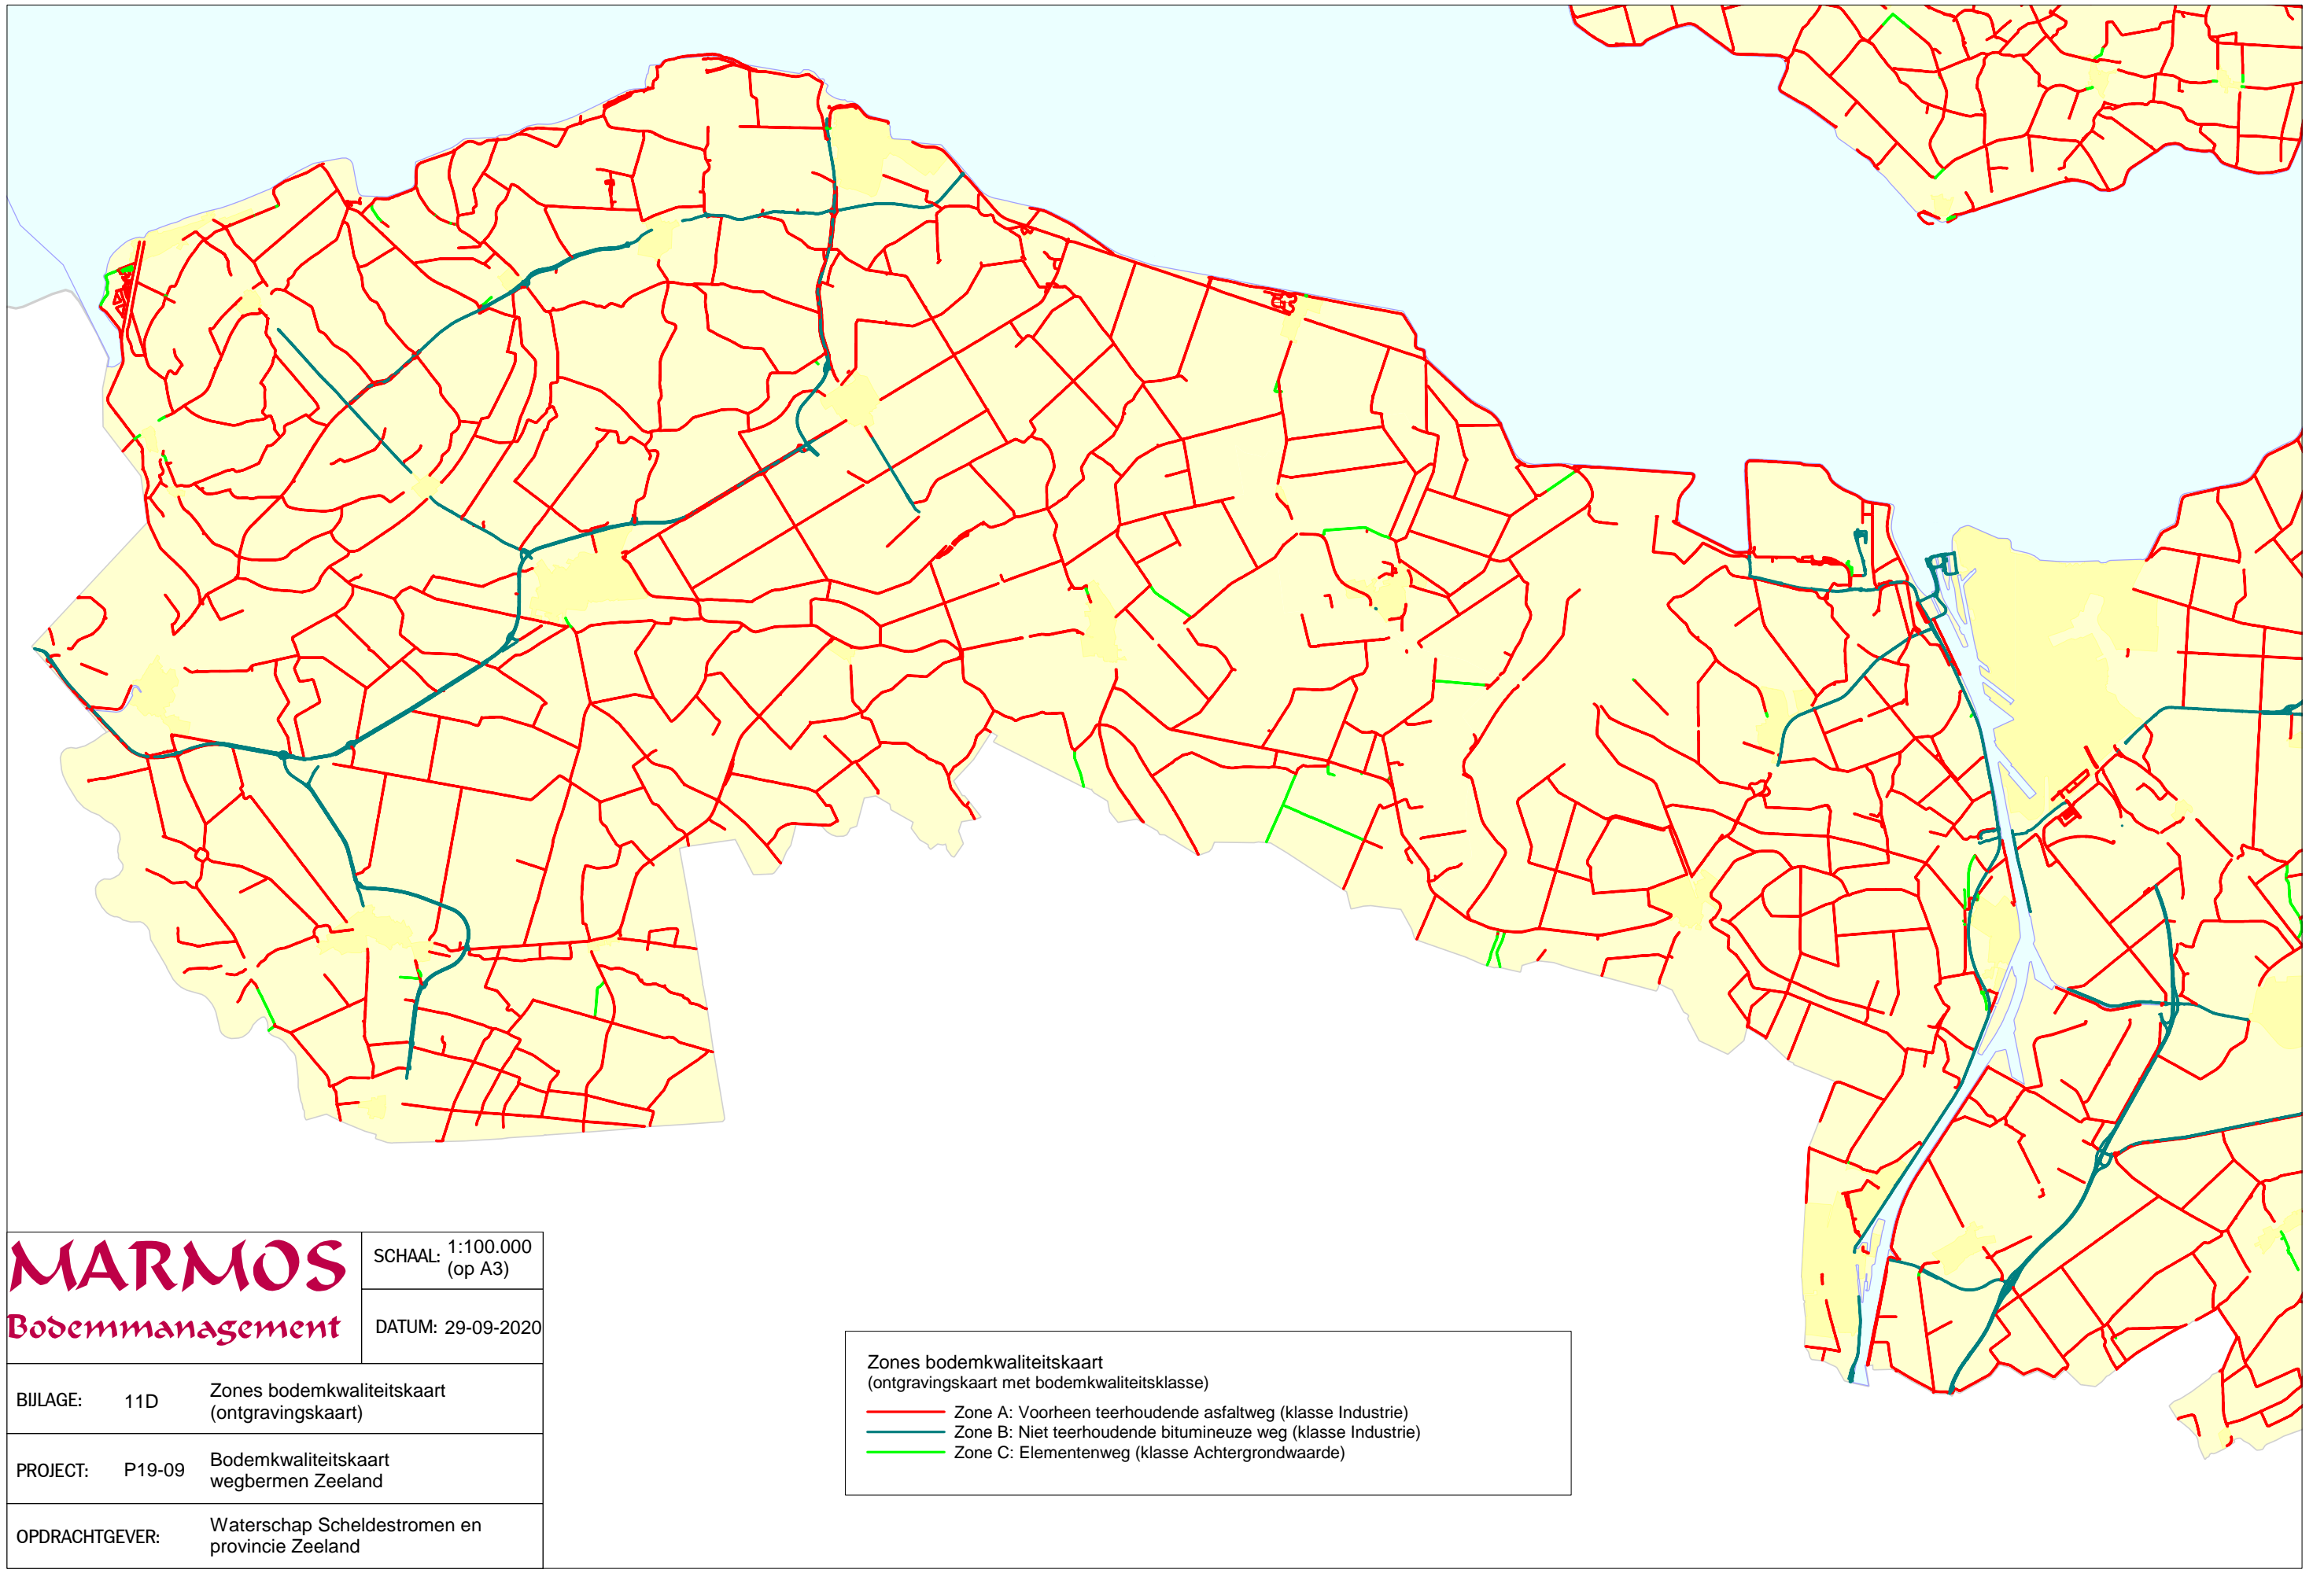 MARMOS
Bodemmanagement
SCHAAL: 1:100.000
(op A3)
DATUM: 29-09-2020
BIJLAGE: 11D Zones bodemkwaliteitskaart
(ontgravingskaart)
PROJECT: P19-09 Bodemkwaliteitskaart
wegbermen Zeeland
OPDRACHTGEVER: Waterschap Scheldestromen en
provincie Zeeland
Zones bodemkwaliteitskaart
(ontgravingskaart met bodemkwaliteitsklasse)
Zone A: Voorheen teerhoudende asfaltweg (klasse Industrie)
Zone B: Niet teerhoudende bitumineuze weg (klasse Industrie)
Zone C: Elementenweg (klasse Achtergrondwaarde)